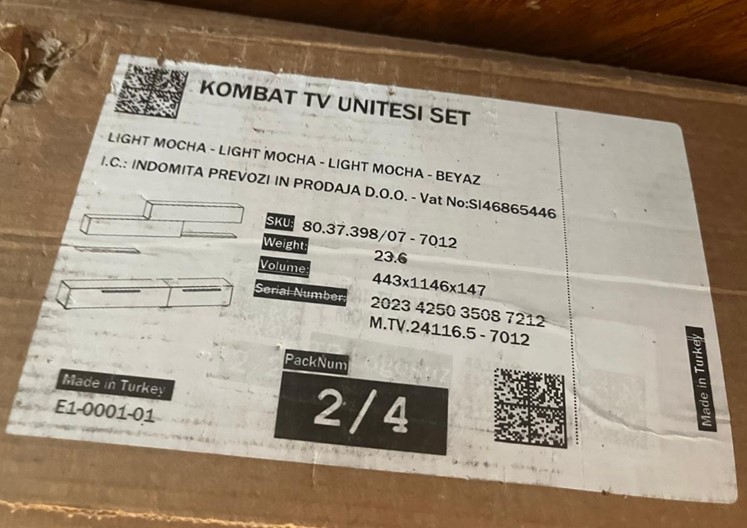 KOMBAT TV UNITESI SET
LIGHT MOCHA - LIGHT MOCHA - LIGHT MOCHA - BEYAZ
I.C.: INDOMITA PREVOZI IN PRODAJA D.O.O. - Vat No:SI46865446
SKU: 80.37.398/07 - 7012
Weight: 23.6
Volume: 443x1146x147
Serial Number: 2023 4250 3508 7212
M.TV.24116.5 - 7012
PackNum
2/4
Made in Turkey
E1-0001-01
Made in Turkey